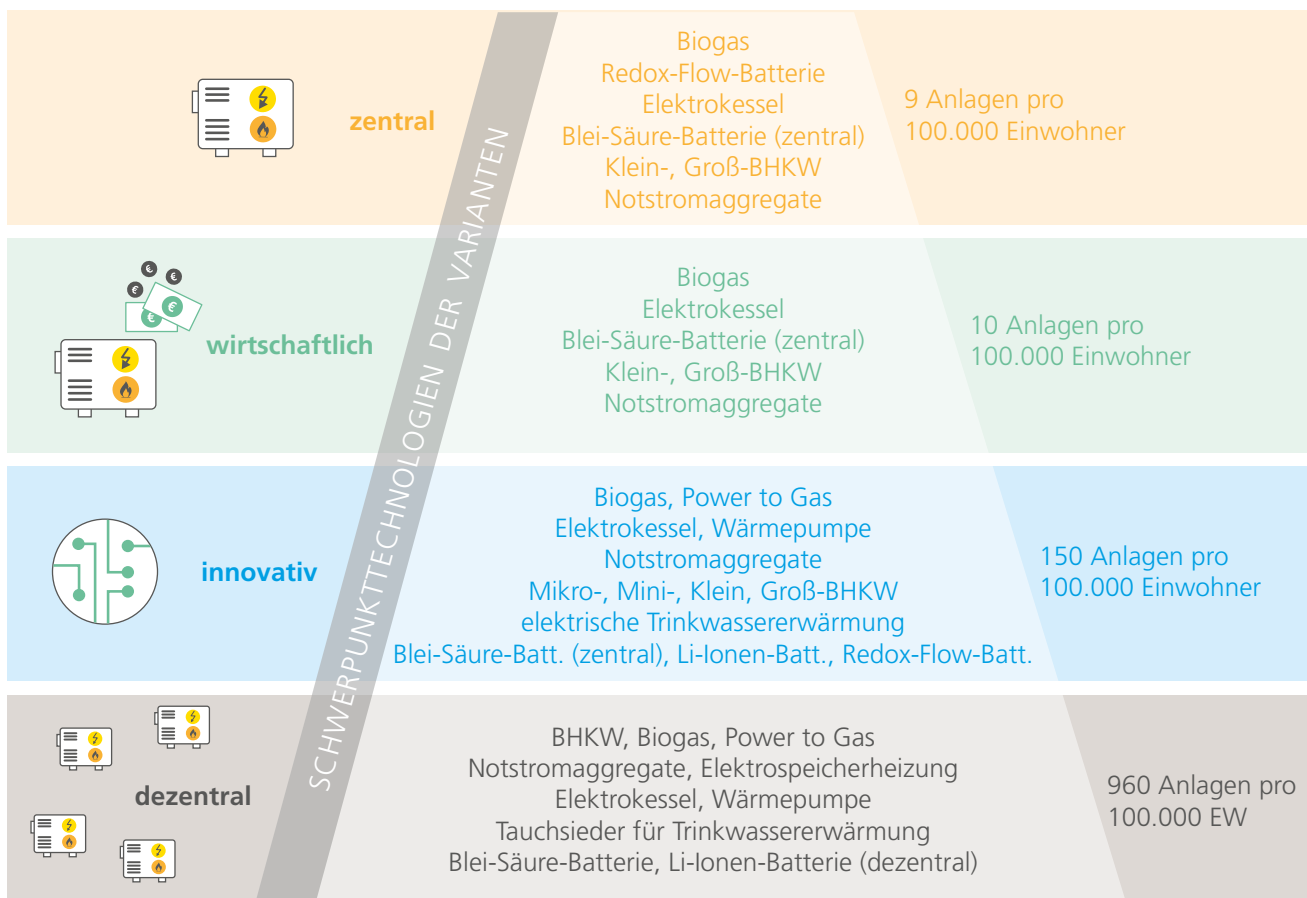 SCHWERPUNKTTECHNOLOGIEN DER VARIANTEN
zentral
Biogas
Redox-Flow-Batterie
Elektrokessel
Blei-Säure-Batterie (zentral)
Klein-, Groß-BHKW
Notstromaggregate
9 Anlagen pro
100.000 Einwohner
€
€
€
€
€
wirtschaftlich
Biogas
Elektrokessel
Blei-Säure-Batterie (zentral)
Klein-, Groß-BHKW
Notstromaggregate
10 Anlagen pro
100.000 Einwohner
innovativ
Biogas, Power to Gas
Elektrokessel, Wärmepumpe
Notstromaggregate
Mikro-, Mini-, Klein, Groß-BHKW
elektrische Trinkwassererwärmung
Blei-Säure-Batt. (zentral), Li-Ionen-Batt., Redox-Flow-Batt.
150 Anlagen pro
100.000 Einwohner
dezentral
BHKW, Biogas, Power to Gas
Notstromaggregate, Elektrospeicherheizung
Elektrokessel, Wärmepumpe
Tauchsieder für Trinkwassererwärmung
Blei-Säure-Batterie, Li-Ionen-Batterie (dezentral)
960 Anlagen pro
100.000 EW